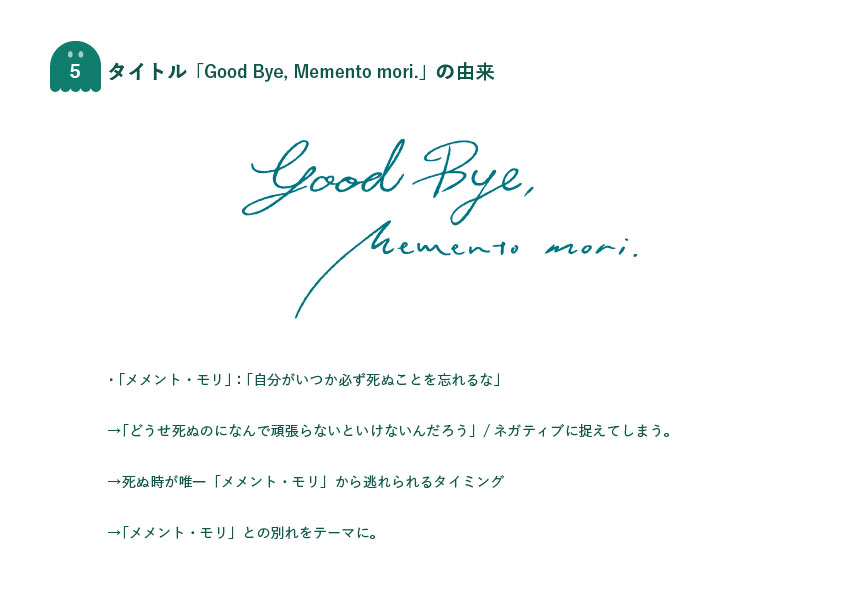 5
タイトル「Good Bye, Memento mori.」の由来
Good Bye,
Memento mori.
・「メメント・モリ」：「自分がいつか必ず死ぬことを忘れるな」
→「どうせ死ぬのになんで頑張らないといけないんだろう」/ ネガティブに捉えてしまう。
→死ぬ時が唯一「メメント・モリ」から逃れられるタイミング
→「メメント・モリ」との別れをテーマに。